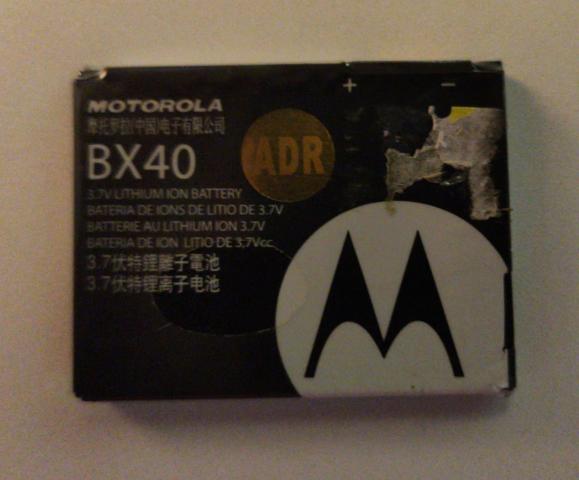 + −
MOTOROLA
摩托罗拉(中国)电子有限公司
BX40
ADR
3.7V LITHIUM ION BATTERY
BATERIA DE IONS DE LITIO DE 3.7V
BATTERIE AU LITHIUM ION 3.7V
BATERIA DE ION LITIO DE 3,7Vcc
3.7伏特鋰離子電池
3.7伏特锂离子电池